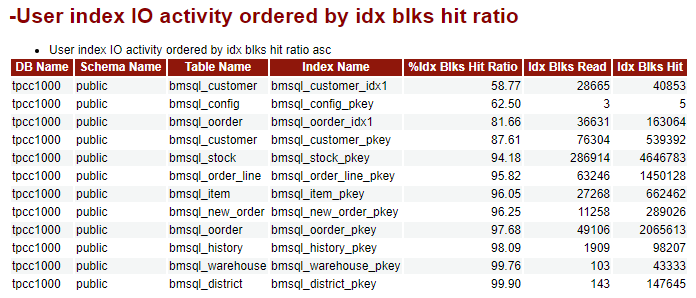 -User index IO activity ordered by idx blks hit ratio
• User index IO activity ordered by idx blks hit ratio asc
DB Name Schema Name Table Name Index Name %Idx Blks Hit Ratio Idx Blks Read Idx Blks Hit
tpcc1000 public bmsql_customer bmsql_customer_idx1 58.77 28665 40853
tpcc1000 public bmsql_config bmsql_config_pkey 62.50 3 5
tpcc1000 public bmsql_oorder bmsql_oorder_idx1 81.66 36631 163064
tpcc1000 public bmsql_customer bmsql_customer_pkey 87.61 76304 539392
tpcc1000 public bmsql_stock bmsql_stock_pkey 94.18 286914 4646783
tpcc1000 public bmsql_order_line bmsql_order_line_pkey 95.82 63246 1450128
tpcc1000 public bmsql_item bmsql_item_pkey 96.05 27268 662462
tpcc1000 public bmsql_new_order bmsql_new_order_pkey 96.25 11258 289026
tpcc1000 public bmsql_oorder bmsql_oorder_pkey 97.68 49106 2065613
tpcc1000 public bmsql_history bmsql_history_pkey 98.09 1909 98207
tpcc1000 public bmsql_warehouse bmsql_warehouse_pkey 99.76 103 43333
tpcc1000 public bmsql_district bmsql_district_pkey 99.90 143 147645